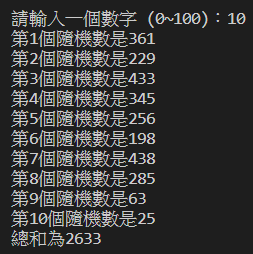 請輸入一個數字 (0~100)：10
第1個隨機數是361
第2個隨機數是229
第3個隨機數是433
第4個隨機數是345
第5個隨機數是256
第6個隨機數是198
第7個隨機數是438
第8個隨機數是285
第9個隨機數是63
第10個隨機數是25
總和為2633